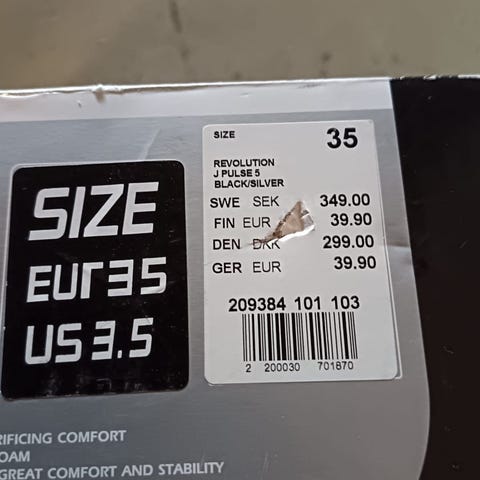 SIZE
EUR 35
US 3.5
SIZE 35
REVOLUTION
J PULSE 5
BLACK/SILVER
SWE SEK 349.00
FIN EUR 39.90
DEN DKK 299.00
GER EUR 39.90
209384 101 103
2 200030 701870
RIFICING COMFORT
OAM
GREAT COMFORT AND STABILITY